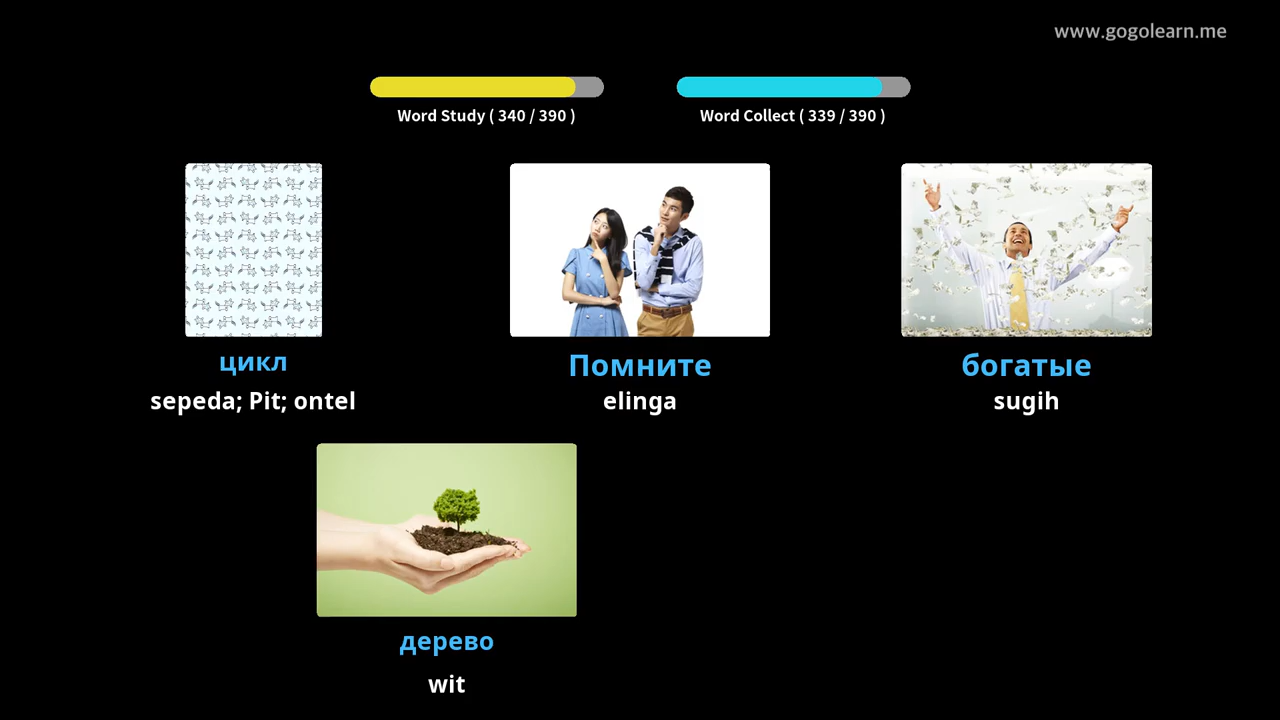 www.gogolearn.me
Word Study ( 340 / 390 )
Word Collect ( 339 / 390 )
цикл
sepeda; Pit; ontel
Помните
elinga
богатые
sugih
дерево
wit